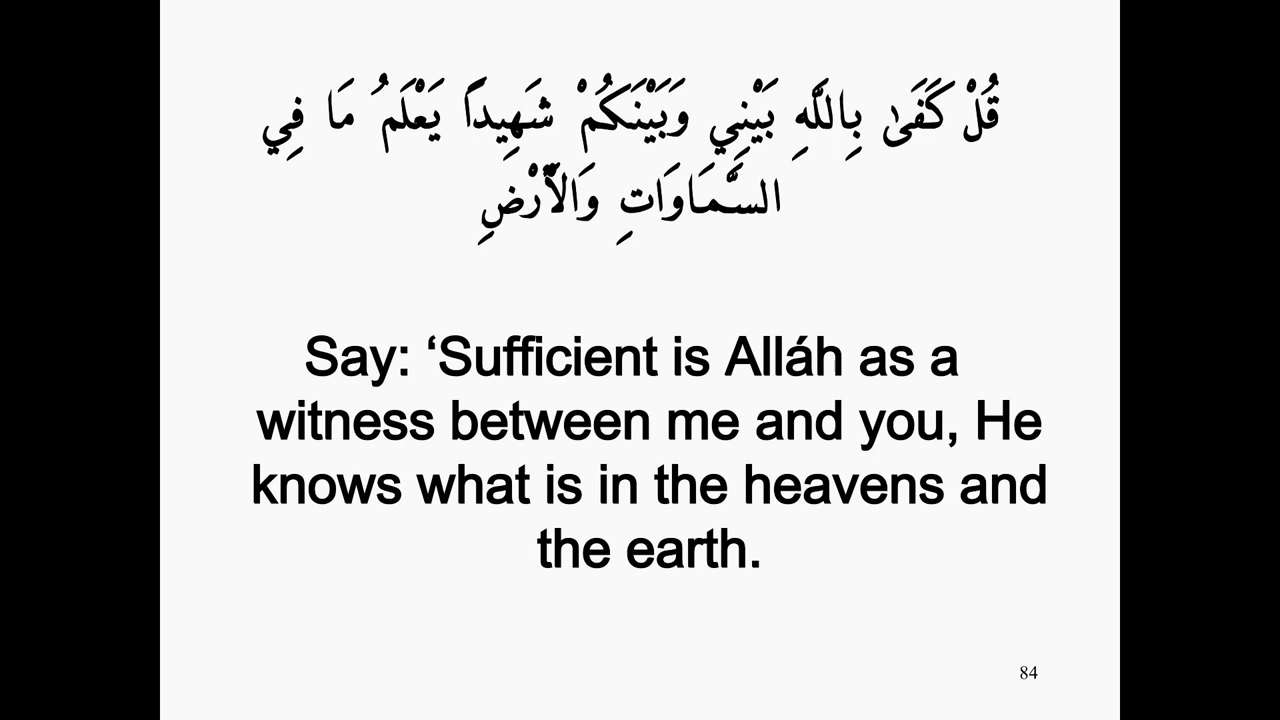 قُلْ كَفَىٰ بِاللَّهِ بَيْنِي وَبَيْنَكُمْ شَهِيداً يَعْلَمُ مَا فِي
السَّمَاوَاتِ وَالْأَرْضِ
Say: ‘Sufficient is Alláh as a
witness between me and you, He
knows what is in the heavens and
the earth.
84